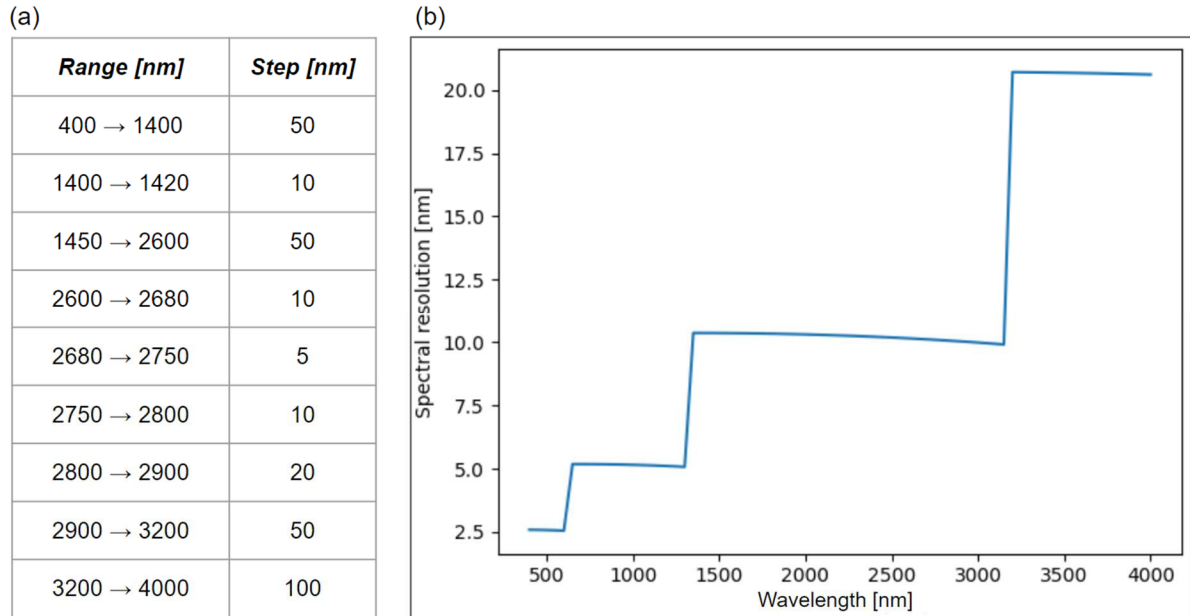 (a)
Range [nm] Step [nm]
400 → 1400 50
1400 → 1420 10
1450 → 2600 50
2600 → 2680 10
2680 → 2750 5
2750 → 2800 10
2800 → 2900 20
2900 → 3200 50
3200 → 4000 100
(b)
Spectral resolution [nm]
20.0
17.5
15.0
12.5
10.0
7.5
5.0
2.5
500 1000 1500 2000 2500 3000 3500 4000
Wavelength [nm]